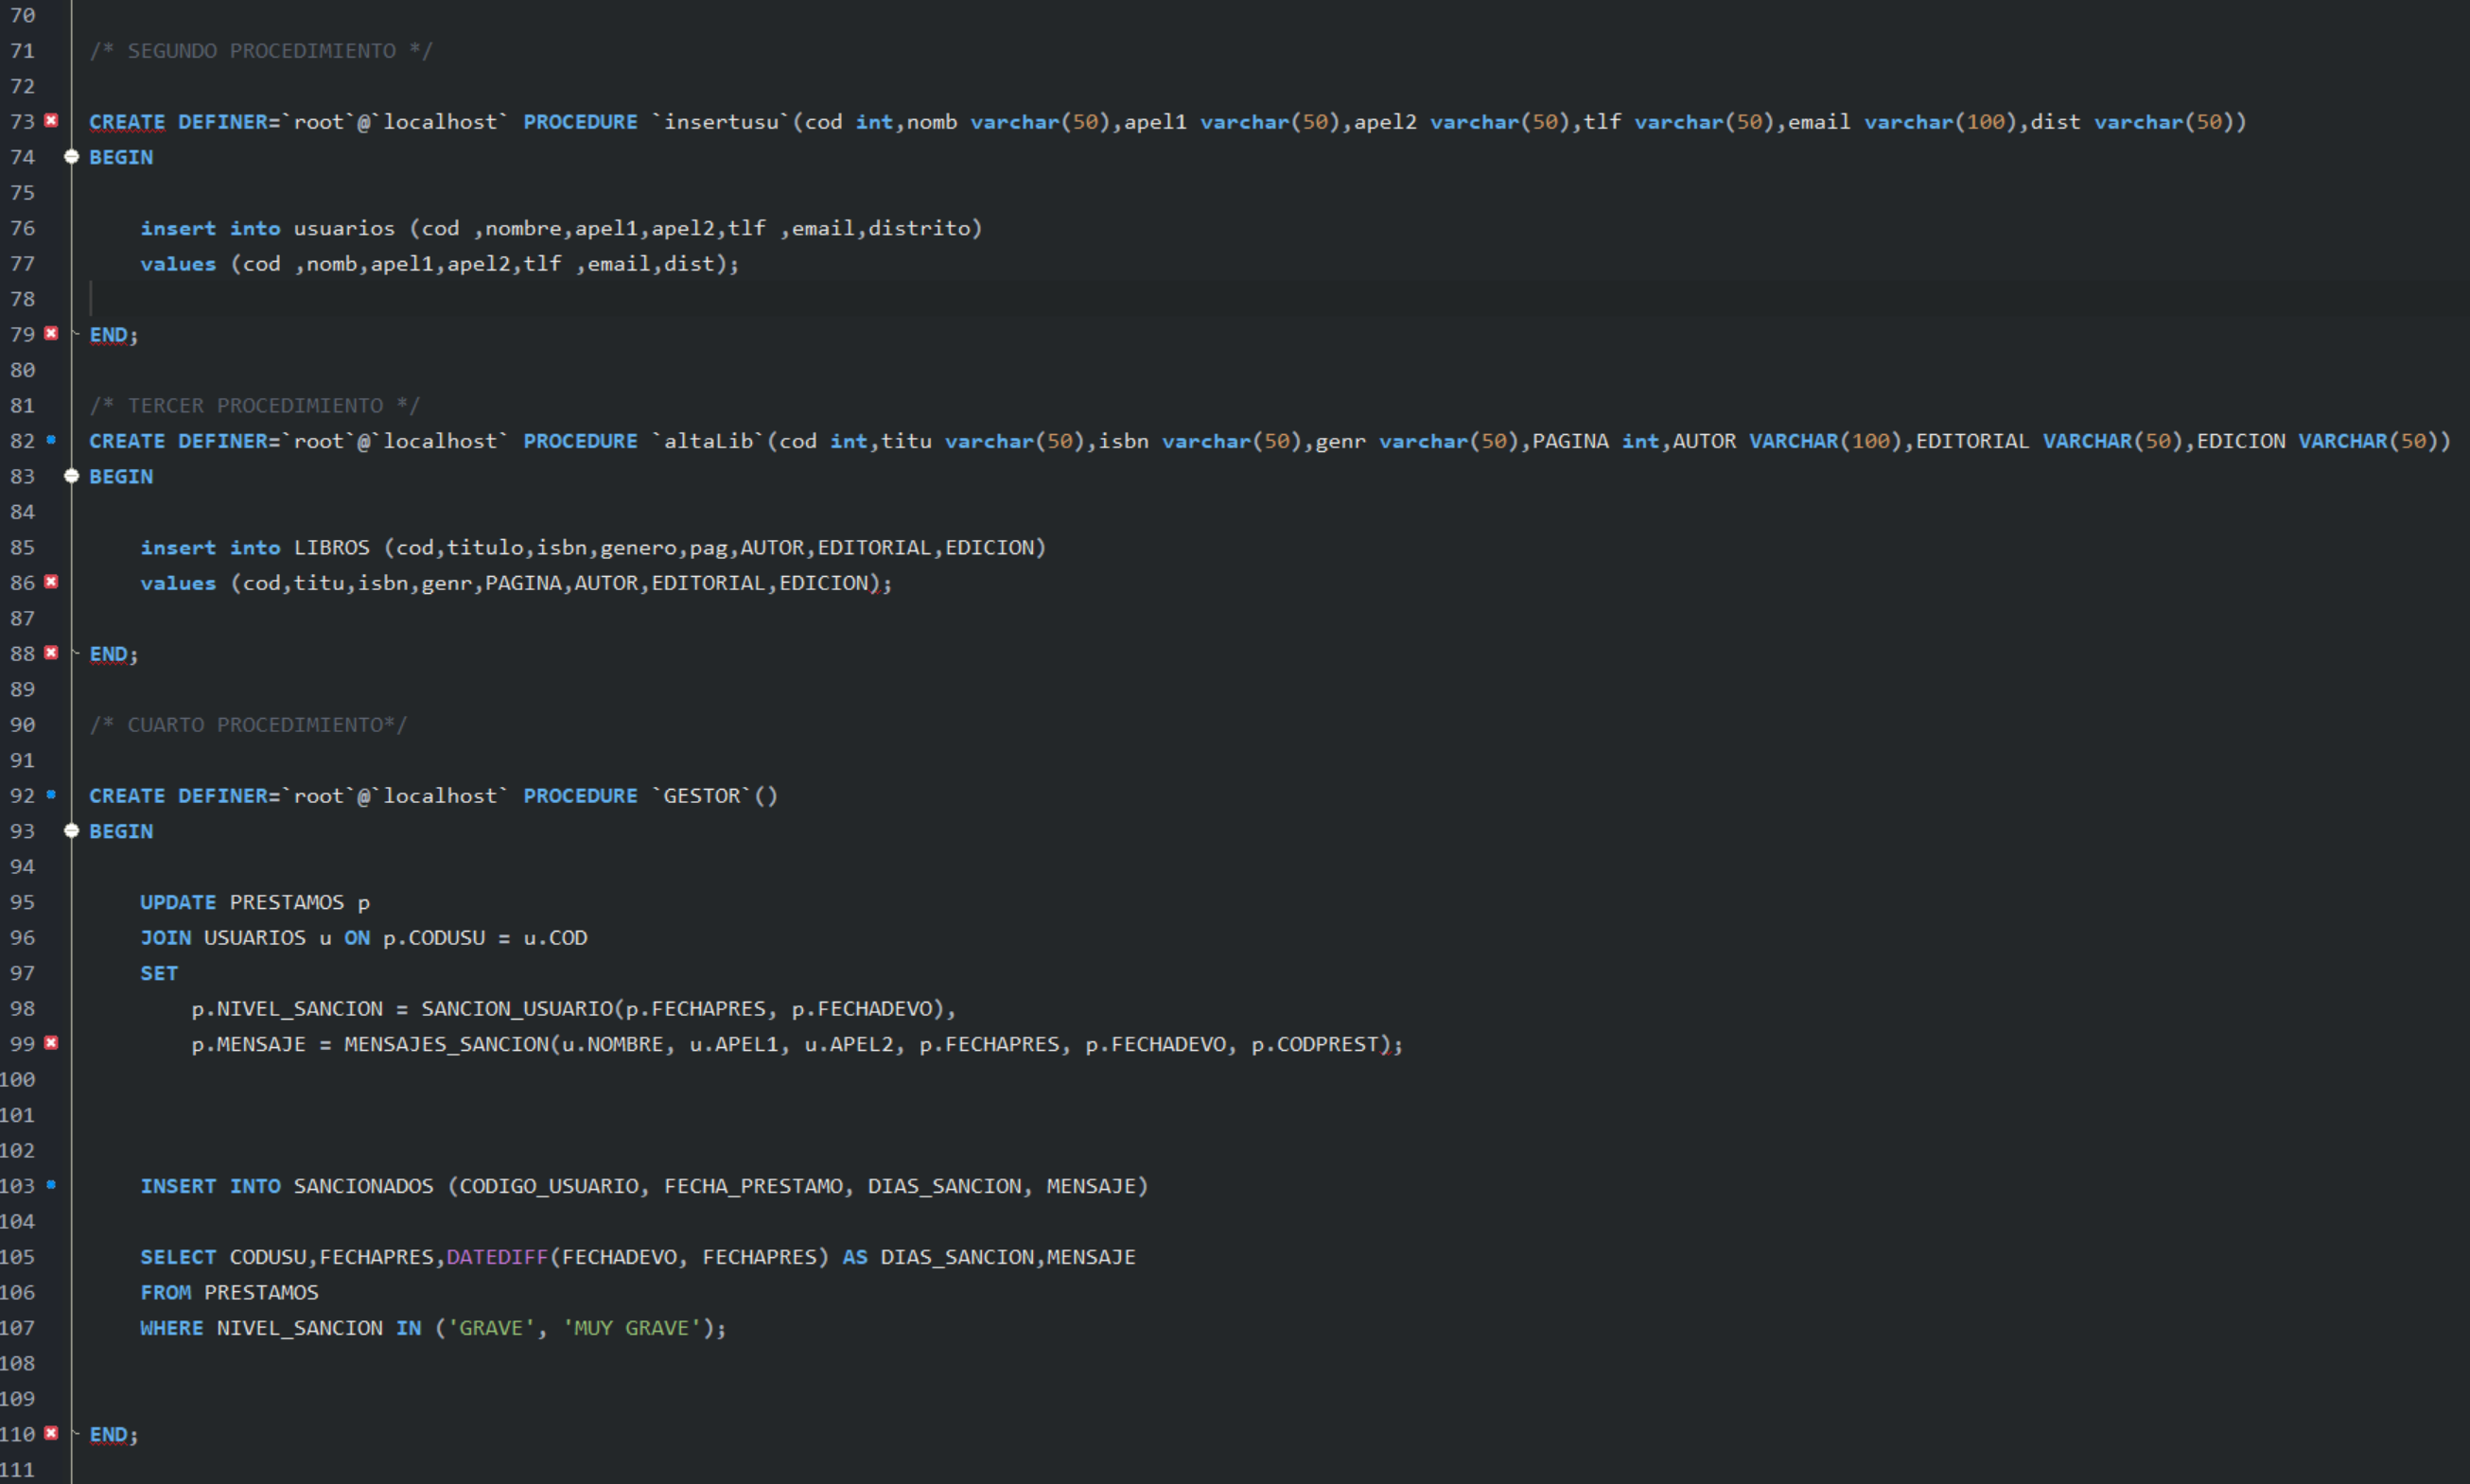 70
71 /* SEGUNDO PROCEDIMIENTO */
72
73 CREATE DEFINER=`root`@`localhost` PROCEDURE `insertusu`(cod int,nomb varchar(50),apel1 varchar(50),apel2 varchar(50),tlf varchar(50),email varchar(100),dist varchar(50))
74 BEGIN
75
76 insert into usuarios (cod ,nombre,apel1,apel2,tlf ,email,distrito)
77 values (cod ,nomb,apel1,apel2,tlf ,email,dist);
78
79 END;
80
81 /* TERCER PROCEDIMIENTO */
82 CREATE DEFINER=`root`@`localhost` PROCEDURE `altaLib`(cod int,titu varchar(50),isbn varchar(50),genr varchar(50),PAGINA int,AUTOR VARCHAR(100),EDITORIAL VARCHAR(50),EDICION VARCHAR(50))
83 BEGIN
84
85 insert into LIBROS (cod,titulo,isbn,genero,pag,AUTOR,EDITORIAL,EDICION)
86 values (cod,titu,isbn,genr,PAGINA,AUTOR,EDITORIAL,EDICION);
87
88 END;
89
90 /* CUARTO PROCEDIMIENTO*/
91
92 CREATE DEFINER=`root`@`localhost` PROCEDURE `GESTOR`()
93 BEGIN
94
95 UPDATE PRESTAMOS p
96 JOIN USUARIOS u ON p.CODUSU = u.COD
97 SET
98 p.NIVEL_SANCION = SANCION_USUARIO(p.FECHAPRES, p.FECHADEVO),
99 p.MENSAJE = MENSAJES_SANCION(u.NOMBRE, u.APEL1, u.APEL2, p.FECHAPRES, p.FECHADEVO, p.CODPREST);
100
101
102
103 INSERT INTO SANCIONADOS (CODIGO_USUARIO, FECHA_PRESTAMO, DIAS_SANCION, MENSAJE)
104
105 SELECT CODUSU,FECHAPRES,DATEDIFF(FECHADEVO, FECHAPRES) AS DIAS_SANCION,MENSAJE
106 FROM PRESTAMOS
107 WHERE NIVEL_SANCION IN ('GRAVE', 'MUY GRAVE');
108
109
110 END;
111